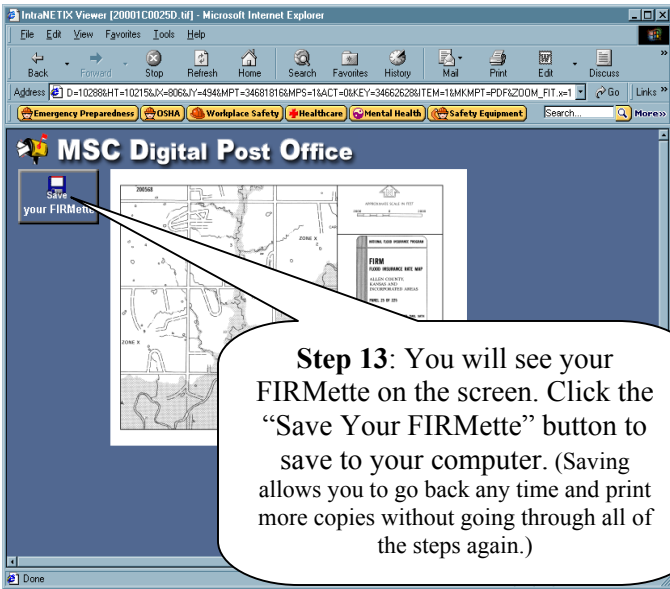 IntraNETIX Viewer [20001C0025D.tif] - Microsoft Internet Explorer
File Edit View Favorites Tools Help
Back Forward Stop Refresh Home Search Favorites History Mail Print Edit Discuss »
Address D=10288&HT=10215&JX=806&JY=494&MPT=34681816&MPS=1&ACT=0&KEY=34662628&ITEM=1&MKMPT=PDF&ZOOM_FIT.x=1 Go Links »
Emergency Preparedness OSHA Workplace Safety Healthcare Mental Health Safety Equipment Search... More»
MSC Digital Post Office
Save
your FIRMette
200568
ZONE X
ZONE X
APPROXIMATE SCALE IN FEET
NATIONAL FLOOD INSURANCE PROGRAM
FIRM
FLOOD INSURANCE RATE MAP
ALLEN COUNTY,
KANSAS AND
INCORPORATED AREAS
PANEL 25 OF 225
Step 13: You will see your
FIRMette on the screen. Click the
“Save Your FIRMette” button to
save to your computer. (Saving
allows you to go back any time and print
more copies without going through all of
the steps again.)
Done